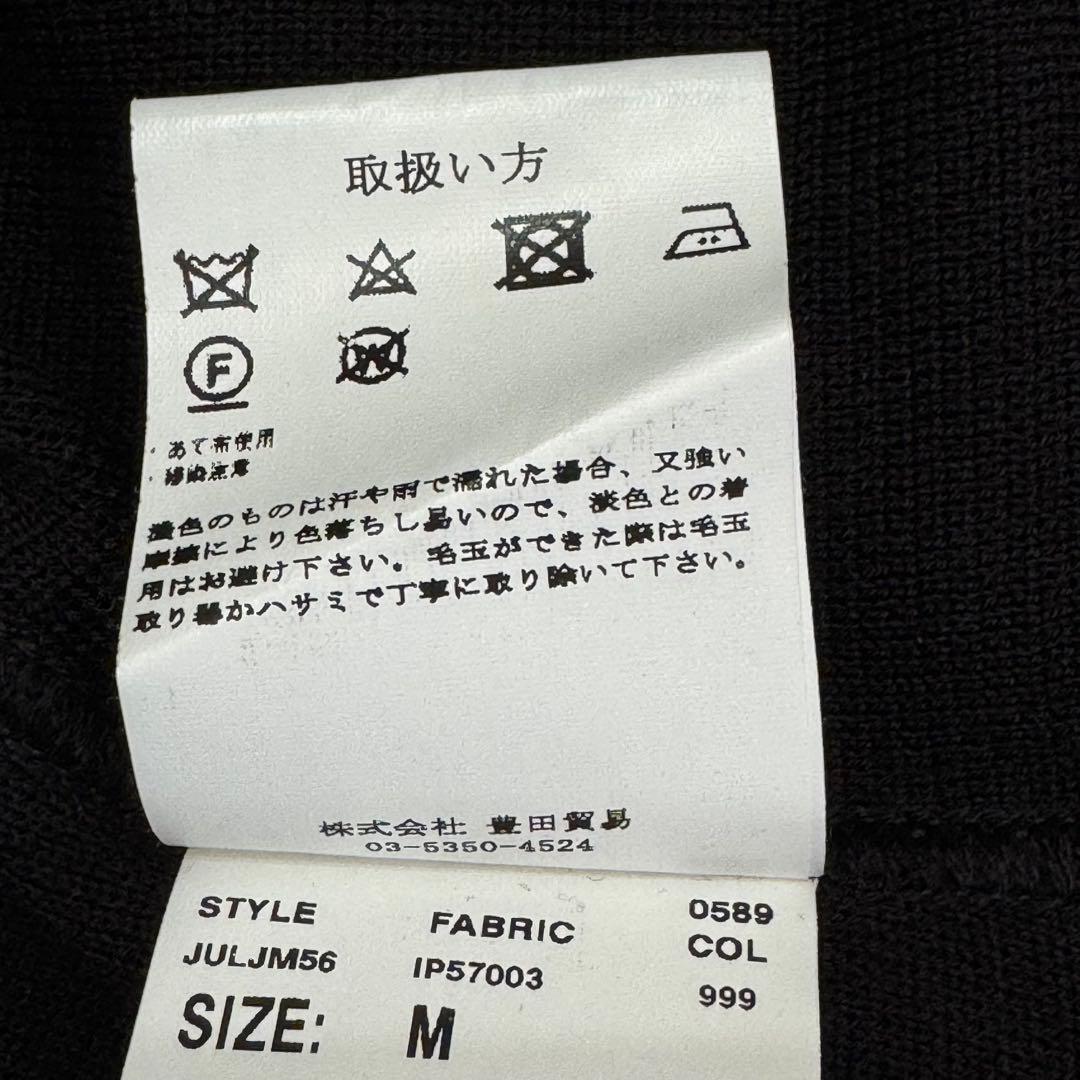 取扱い方
F
W
・あて布使用
・移染注意
濃色のものは汗や雨で濡れた場合、又強い
摩擦により色落ちし易いので、淡色との着
用はお避け下さい。毛玉ができた際は毛玉
取り器かハサミで丁寧に取り除いて下さい。
株式会社 豊田貿易
03-5350-4524
STYLE FABRIC 0589
COL
JULJM56 IP57003 999
SIZE: M